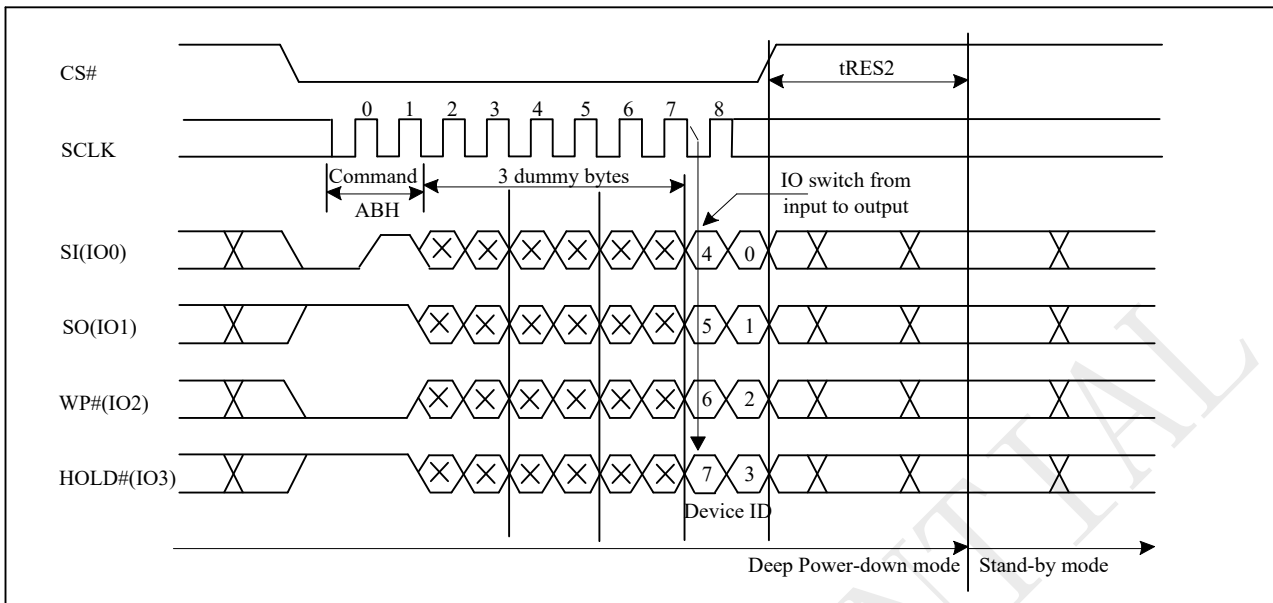 CS#
tRES2
0 1 2 3 4 5 6 7 8
SCLK
Command
ABH
3 dummy bytes
IO switch from
input to output
SI(IO0)
4 0
SO(IO1)
5 1
WP#(IO2)
6 2
HOLD#(IO3)
7 3
Device ID
Deep Power-down mode
Stand-by mode
NTIAL